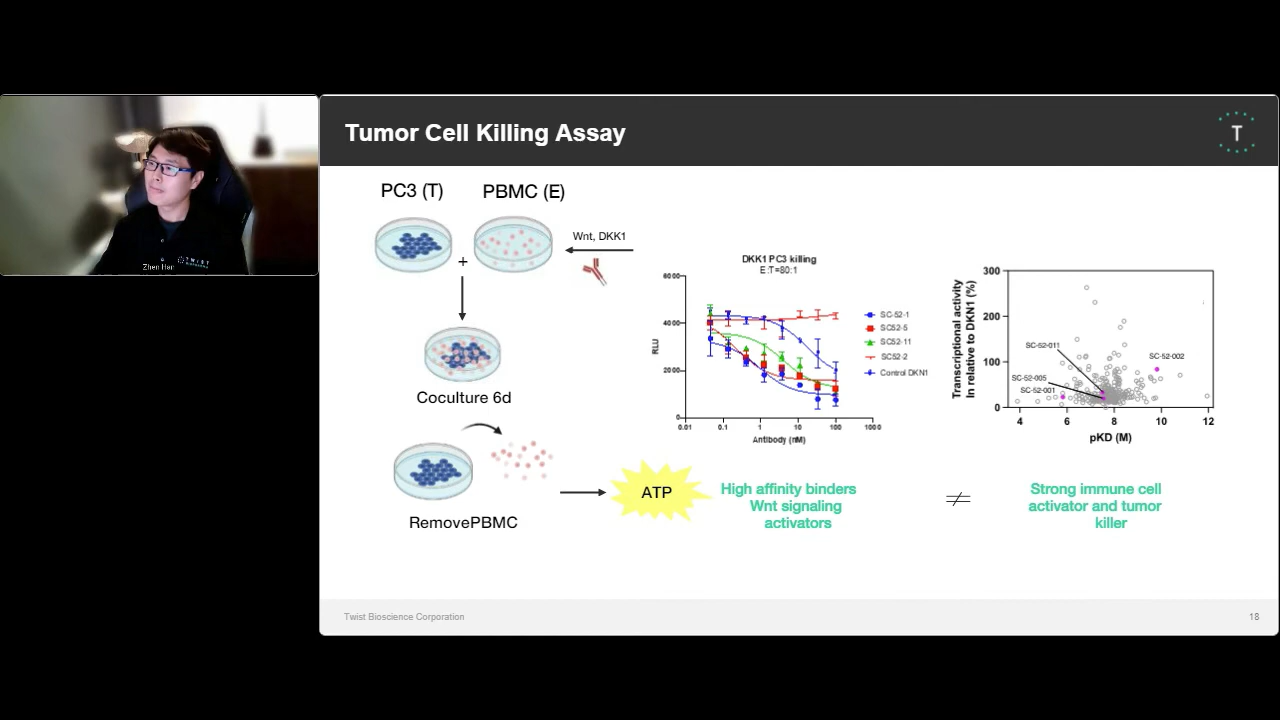 Tumor Cell Killing Assay
T
PC3 (T)
PBMC (E)
Wnt, DKK1
+
Coculture 6d
RemovePBMC
ATP
DKK1 PC3 killing
E:T=80:1
6000
4000
2000
0
RLU
0.01
0.1
1
10
100
1000
Antibody (nM)
SC-52-1
SC52-5
SC52-11
SC52-2
Control DKN1
Transcriptional activity
In relative to DKN1 (%)
300
200
100
0
SC-52-011
SC-52-005
SC-52-001
SC-52-002
4
6
8
10
12
pKD (M)
High affinity binders
Wnt signaling
activators
≠
Strong immune cell
activator and tumor
killer
Zhen Han
TWIST
Twist Bioscience Corporation
18